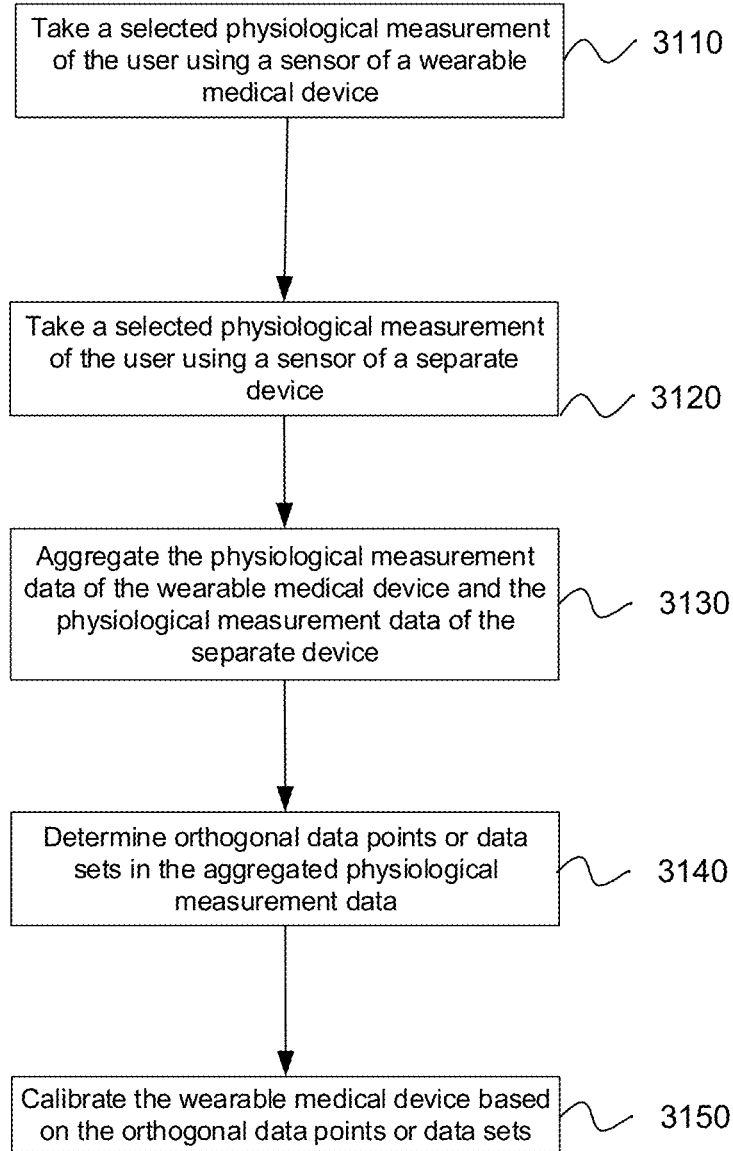 Take a selected physiological measurement
of the user using a sensor of a wearable
medical device
3110
Take a selected physiological measurement
of the user using a sensor of a separate
device
3120
Aggregate the physiological measurement
data of the wearable medical device and the
physiological measurement data of the
separate device
3130
Determine orthogonal data points or data
sets in the aggregated physiological
measurement data
3140
Calibrate the wearable medical device based
on the orthogonal data points or data sets
3150